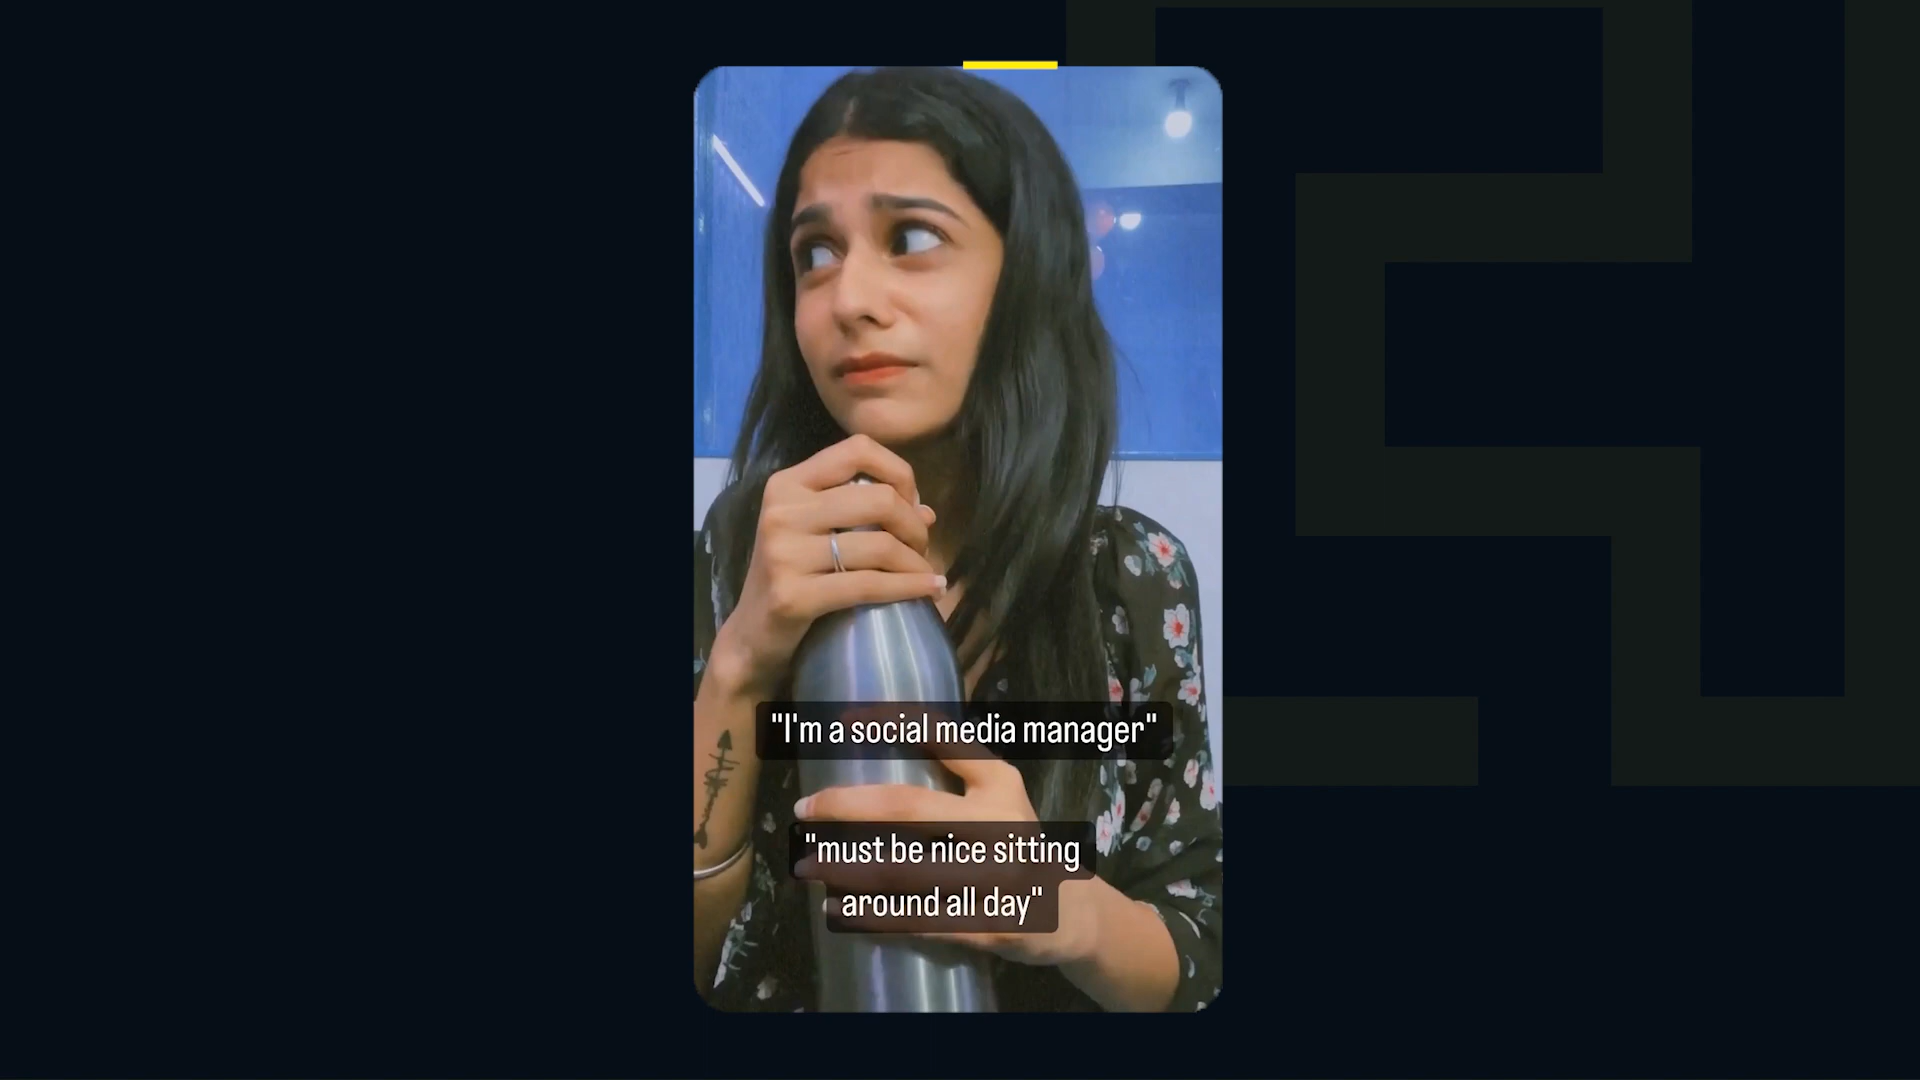 "I'm a social media manager"
"must be nice sitting
around all day"